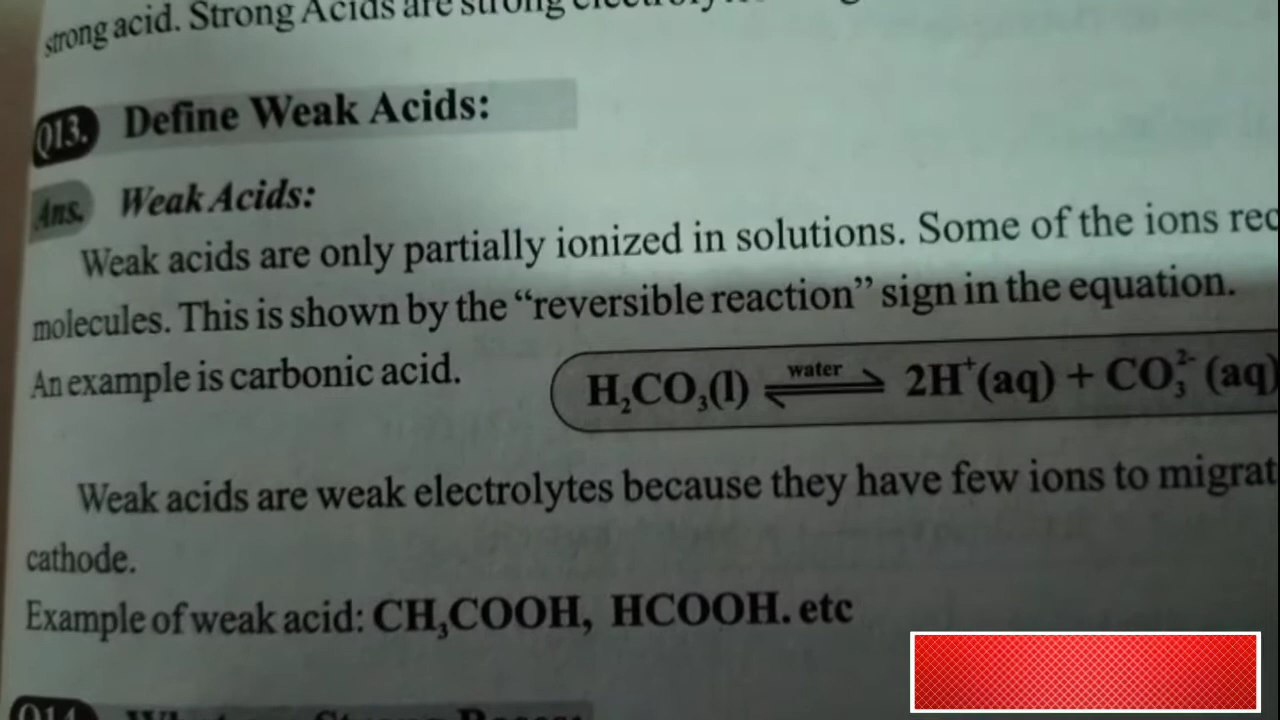 strong acid. Strong Acids are strong
Q13. Define Weak Acids:
Ans. Weak Acids:
Weak acids are only partially ionized in solutions. Some of the ions
molecules. This is shown by the “reversible reaction” sign in the equation.
An example is carbonic acid. H₂CO₃(l) ⇌ water 2H⁺(aq) + CO₃²⁻ (aq)
Weak acids are weak electrolytes because they have few ions to migrat
cathode.
Example of weak acid: CH₃COOH, HCOOH. etc
Q14.